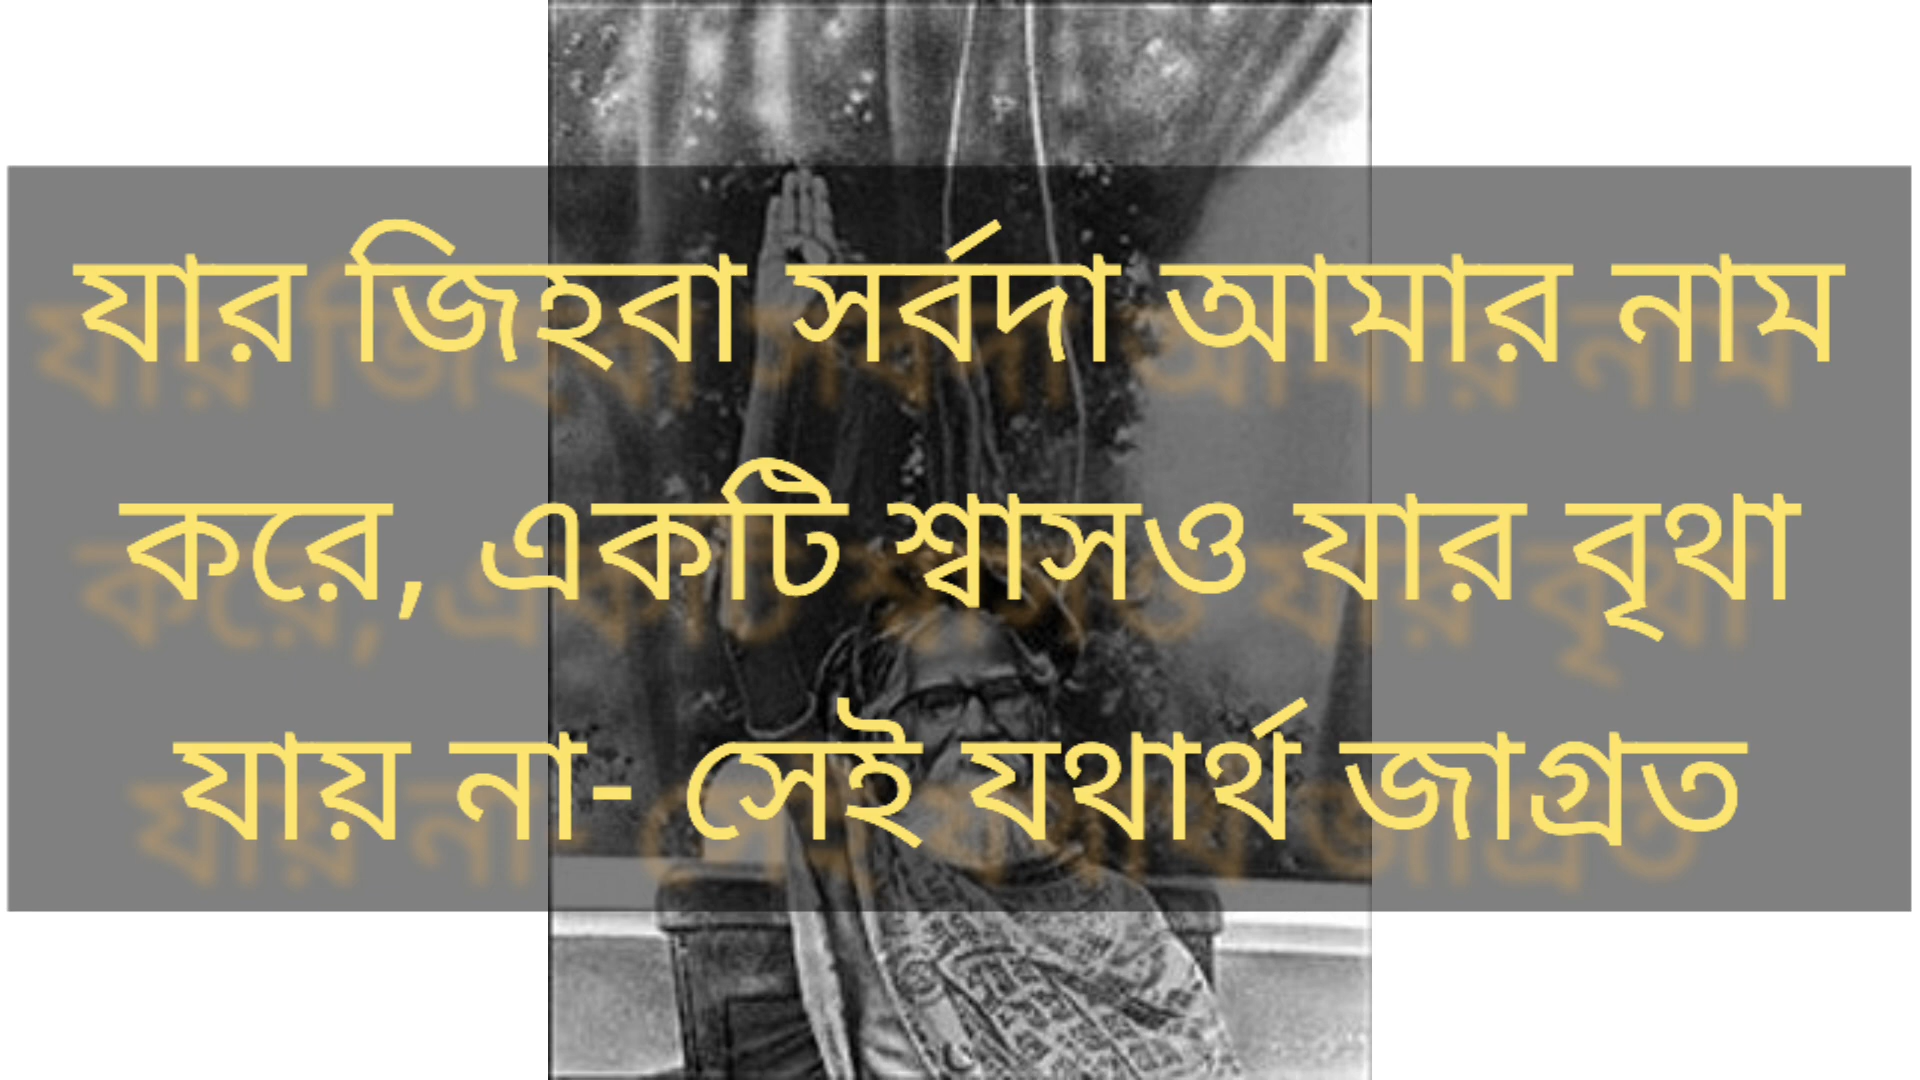 যার জিহবা সর্বদা আমার নাম
করে, একটি শ্বাসও যার বৃথা
যায় না- সেই যথার্থ জাগ্রত